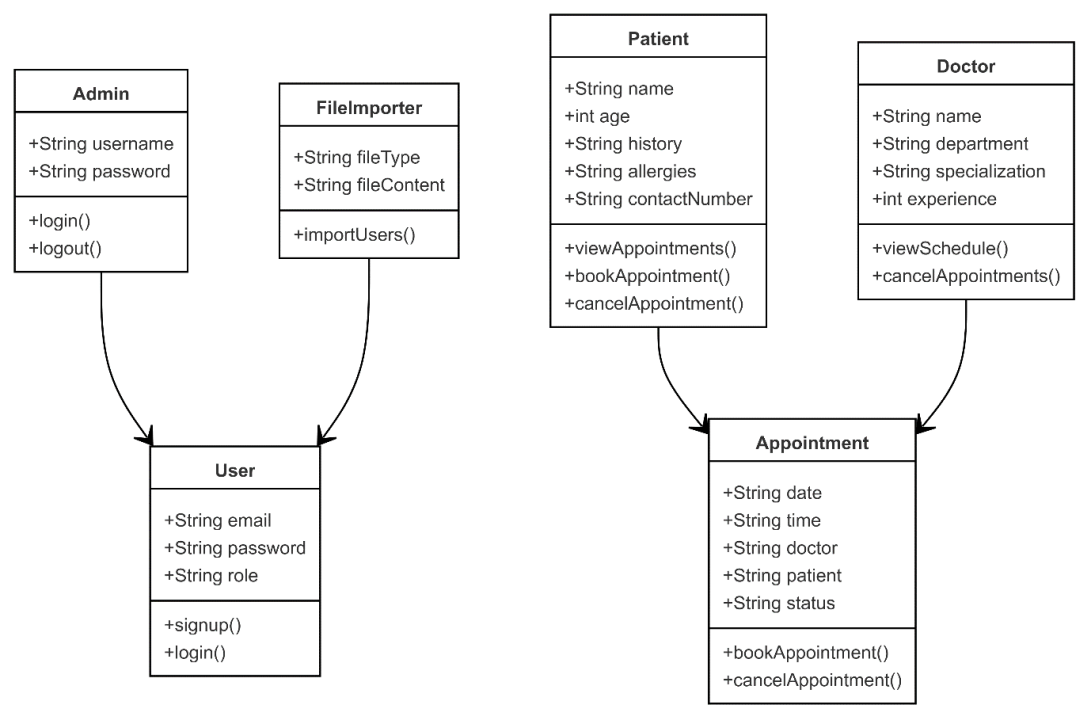 Admin
+String username
+String password
+login()
+logout()
FileImporter
+String fileType
+String fileContent
+importUsers()
Patient
+String name
+int age
+String history
+String allergies
+String contactNumber
+viewAppointments()
+bookAppointment()
+cancelAppointment()
Doctor
+String name
+String department
+String specialization
+int experience
+viewSchedule()
+cancelAppointments()
User
+String email
+String password
+String role
+signup()
+login()
Appointment
+String date
+String time
+String doctor
+String patient
+String status
+bookAppointment()
+cancelAppointment()